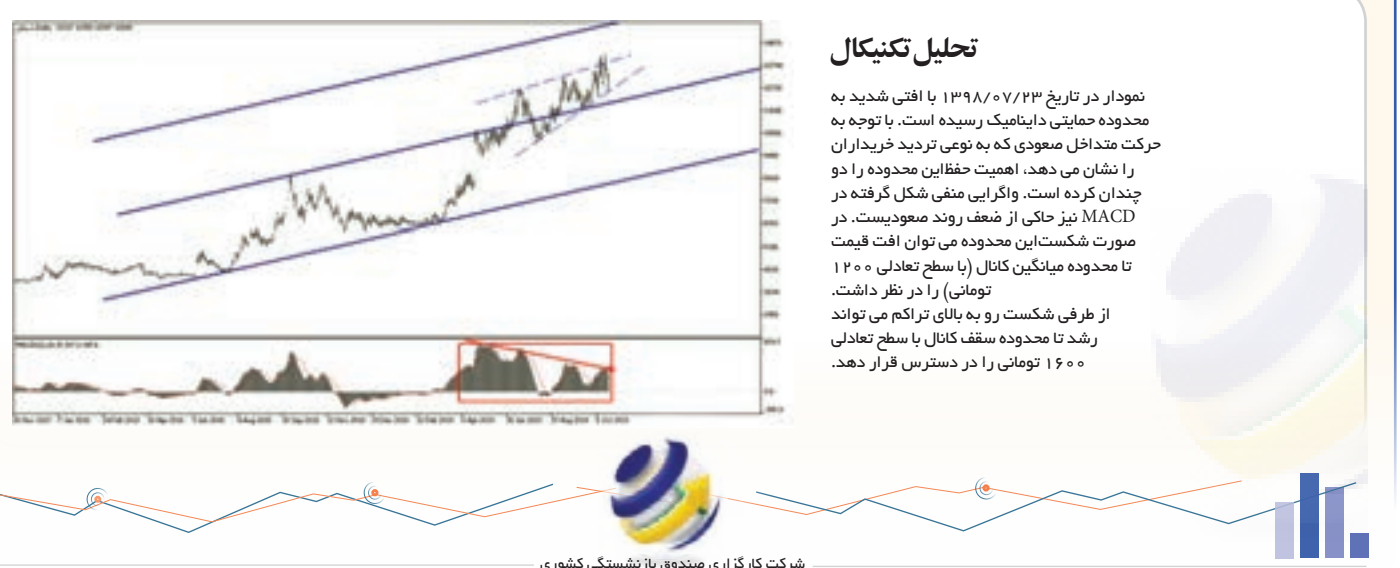 تحلیل تکنیکال
نمودار در تاریخ ۱۳۹۸/۰۷/۲۳ با افتی شدید به
محدوده حمایتی داینامیک رسیده است. با توجه به
حرکت متداخل صعودی که به نوعی تردید خریداران
را نشان می دهد، اهمیت حفظاین محدوده را دو
چندان کرده است. واگرایی منفی شکل گرفته در
MACD نیز حاکی از ضعف روند صعودیست. در
صورت شکستاین محدوده می توان افت قیمت
تا محدوده میانگین کانال (با سطح تعادلی ۱۲۰۰
تومانی) را در نظر داشت.
از طرفی شکست رو به بالای تراکم می تواند
رشد تا محدوده سقف کانال با سطح تعادلی
۱۶۰۰ تومانی را در دسترس قرار دهد.
شرکت کارگزاری صندوق بازنشستگی کشوری